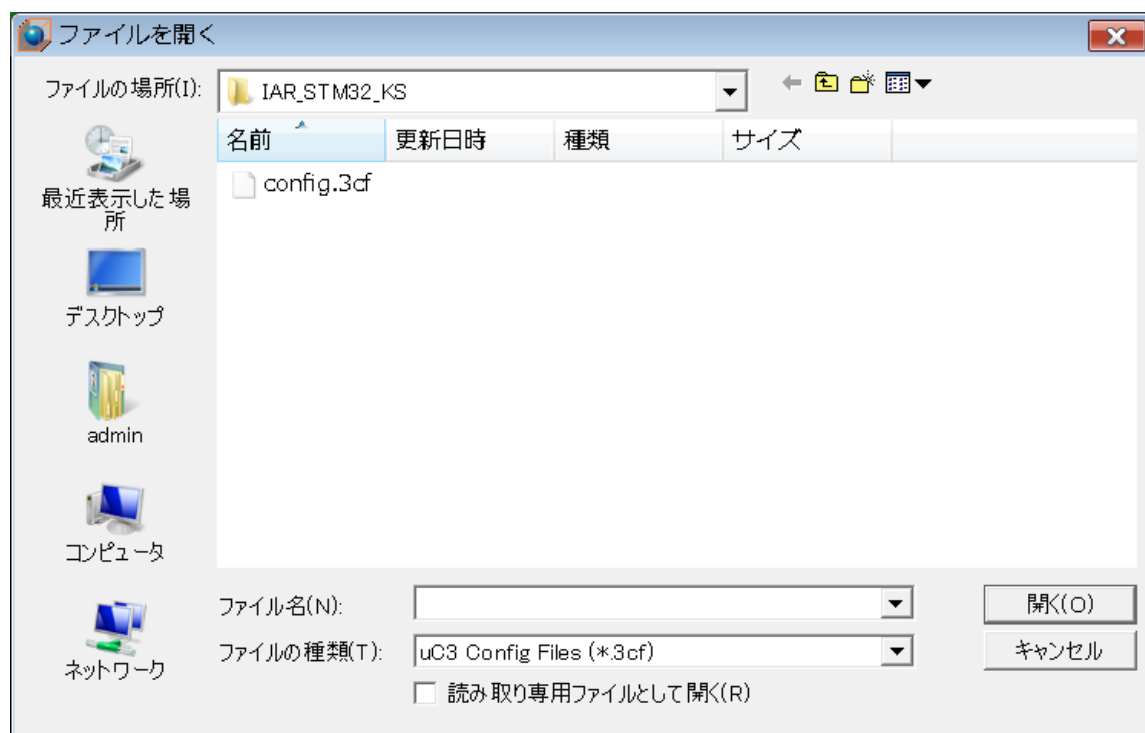 ファイルを開く
ファイルの場所(I):
IAR_STM32_KS
名前
更新日時
種類
サイズ
config.3cf
最近表示した場
所
デスクトップ
admin
コンピュータ
ネットワーク
ファイル名(N):
開く(O)
ファイルの種類(T):
uC3 Config Files (*.3cf)
キャンセル
読み取り専用ファイルとして開く(R)